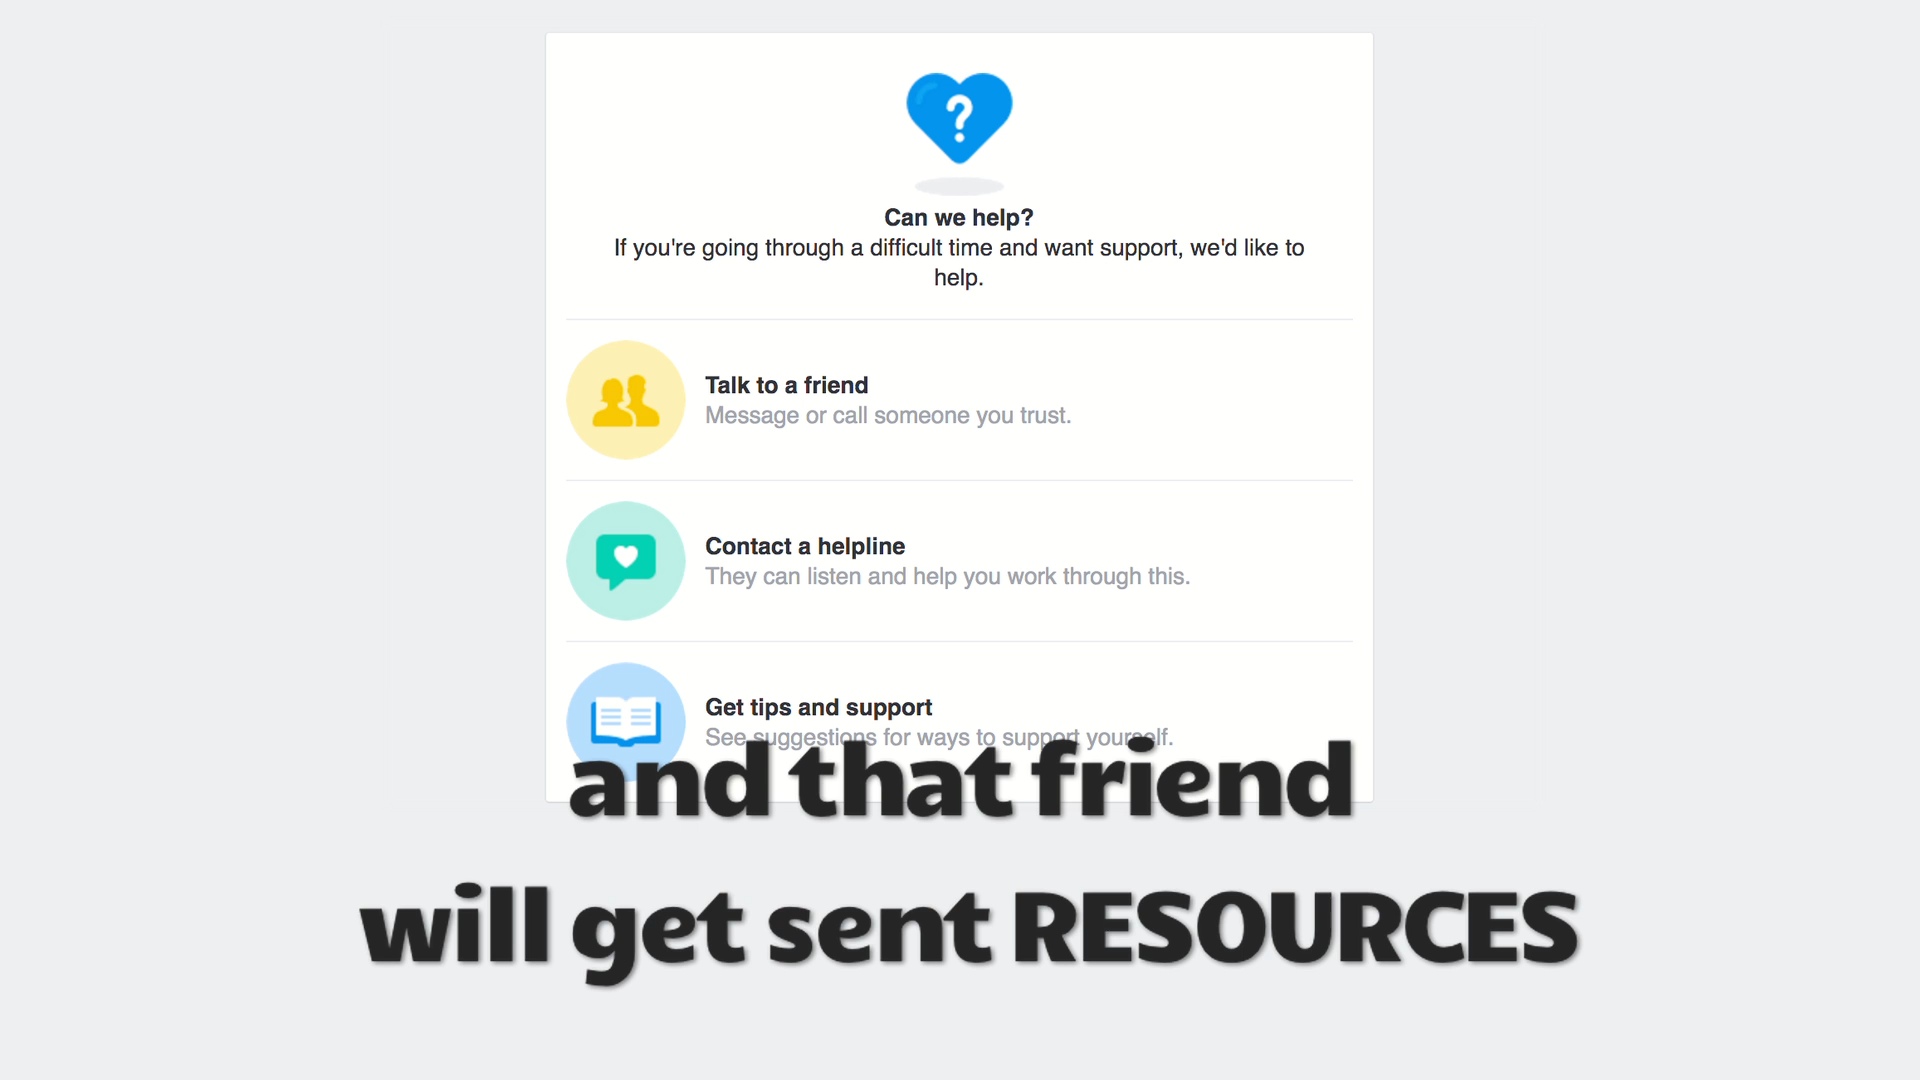 ?
Can we help?
If you're going through a difficult time and want support, we'd like to
help.
Talk to a friend
Message or call someone you trust.
Contact a helpline
They can listen and help you work through this.
Get tips and support
See suggestions for ways to support yourself.
and that friend
will get sent RESOURCES